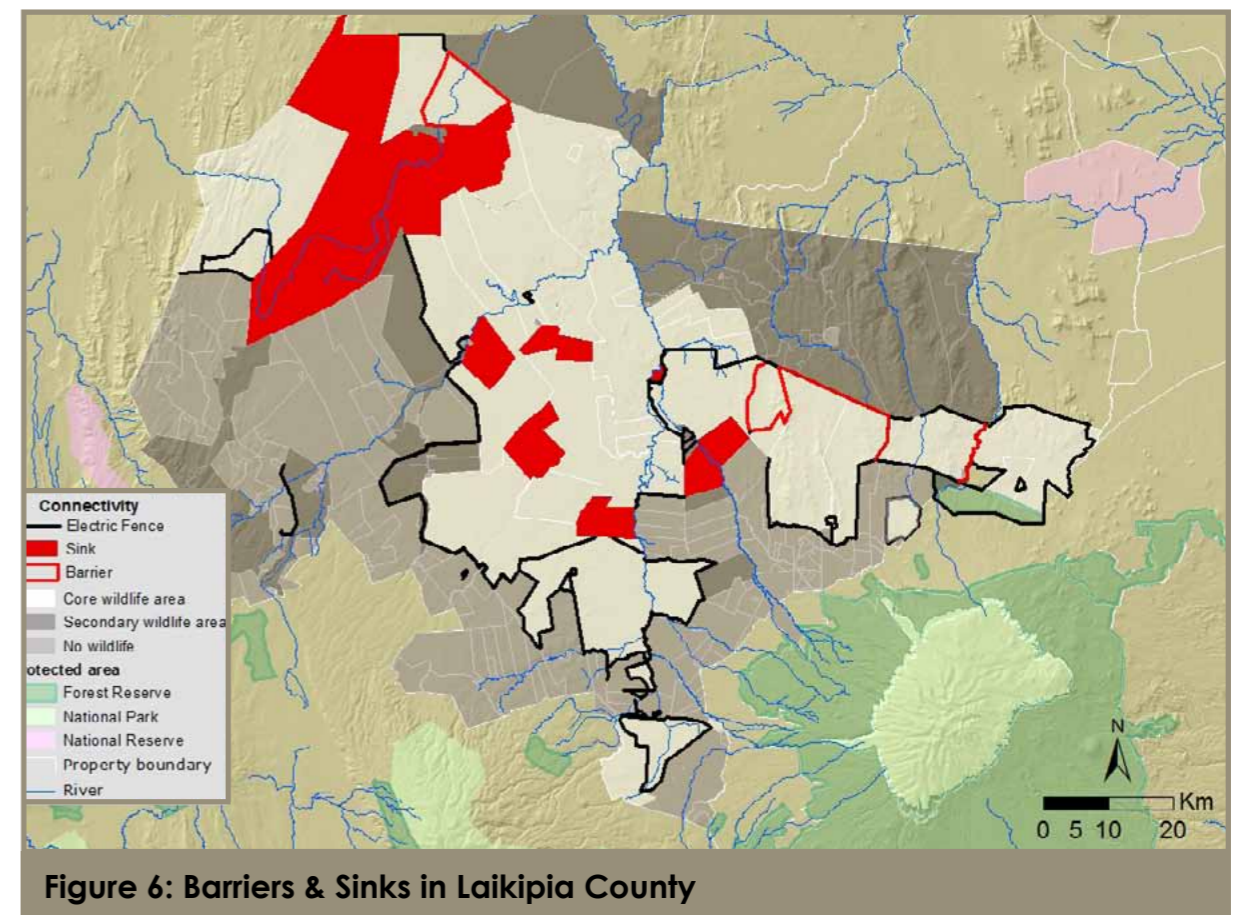 Connectivity
Electric Fence
Sink
Barrier
Core wildlife area
Secondary wildlife area
No wildlife
otected area
Forest Reserve
National Park
National Reserve
Property boundary
River
N
Km
0 5 10 20
Figure 6: Barriers & Sinks in Laikipia County